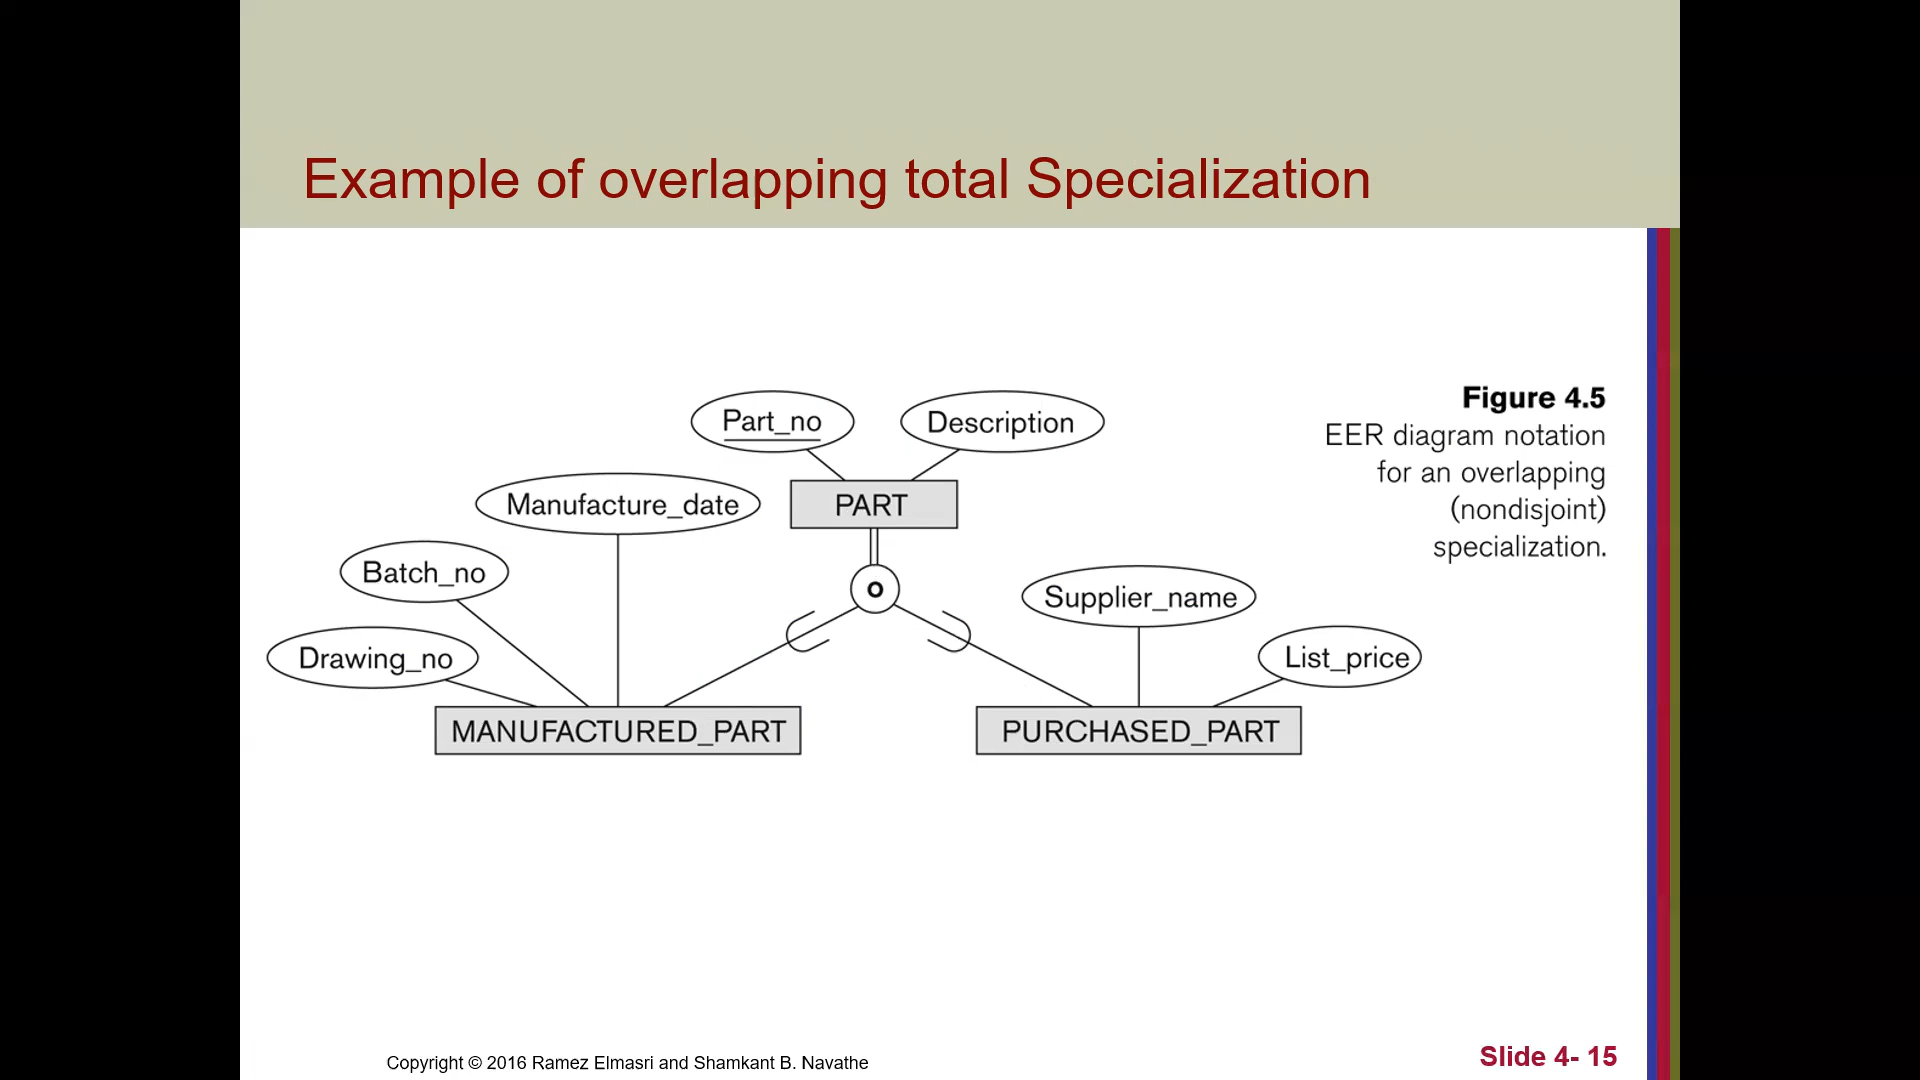 Example of overlapping total Specialization
Figure 4.5
EER diagram notation
for an overlapping
(nondisjoint)
specialization.
Part_no
Description
Manufacture_date
PART
Batch_no
o
Supplier_name
Drawing_no
List_price
MANUFACTURED_PART
PURCHASED_PART
Copyright © 2016 Ramez Elmasri and Shamkant B. Navathe
Slide 4- 15